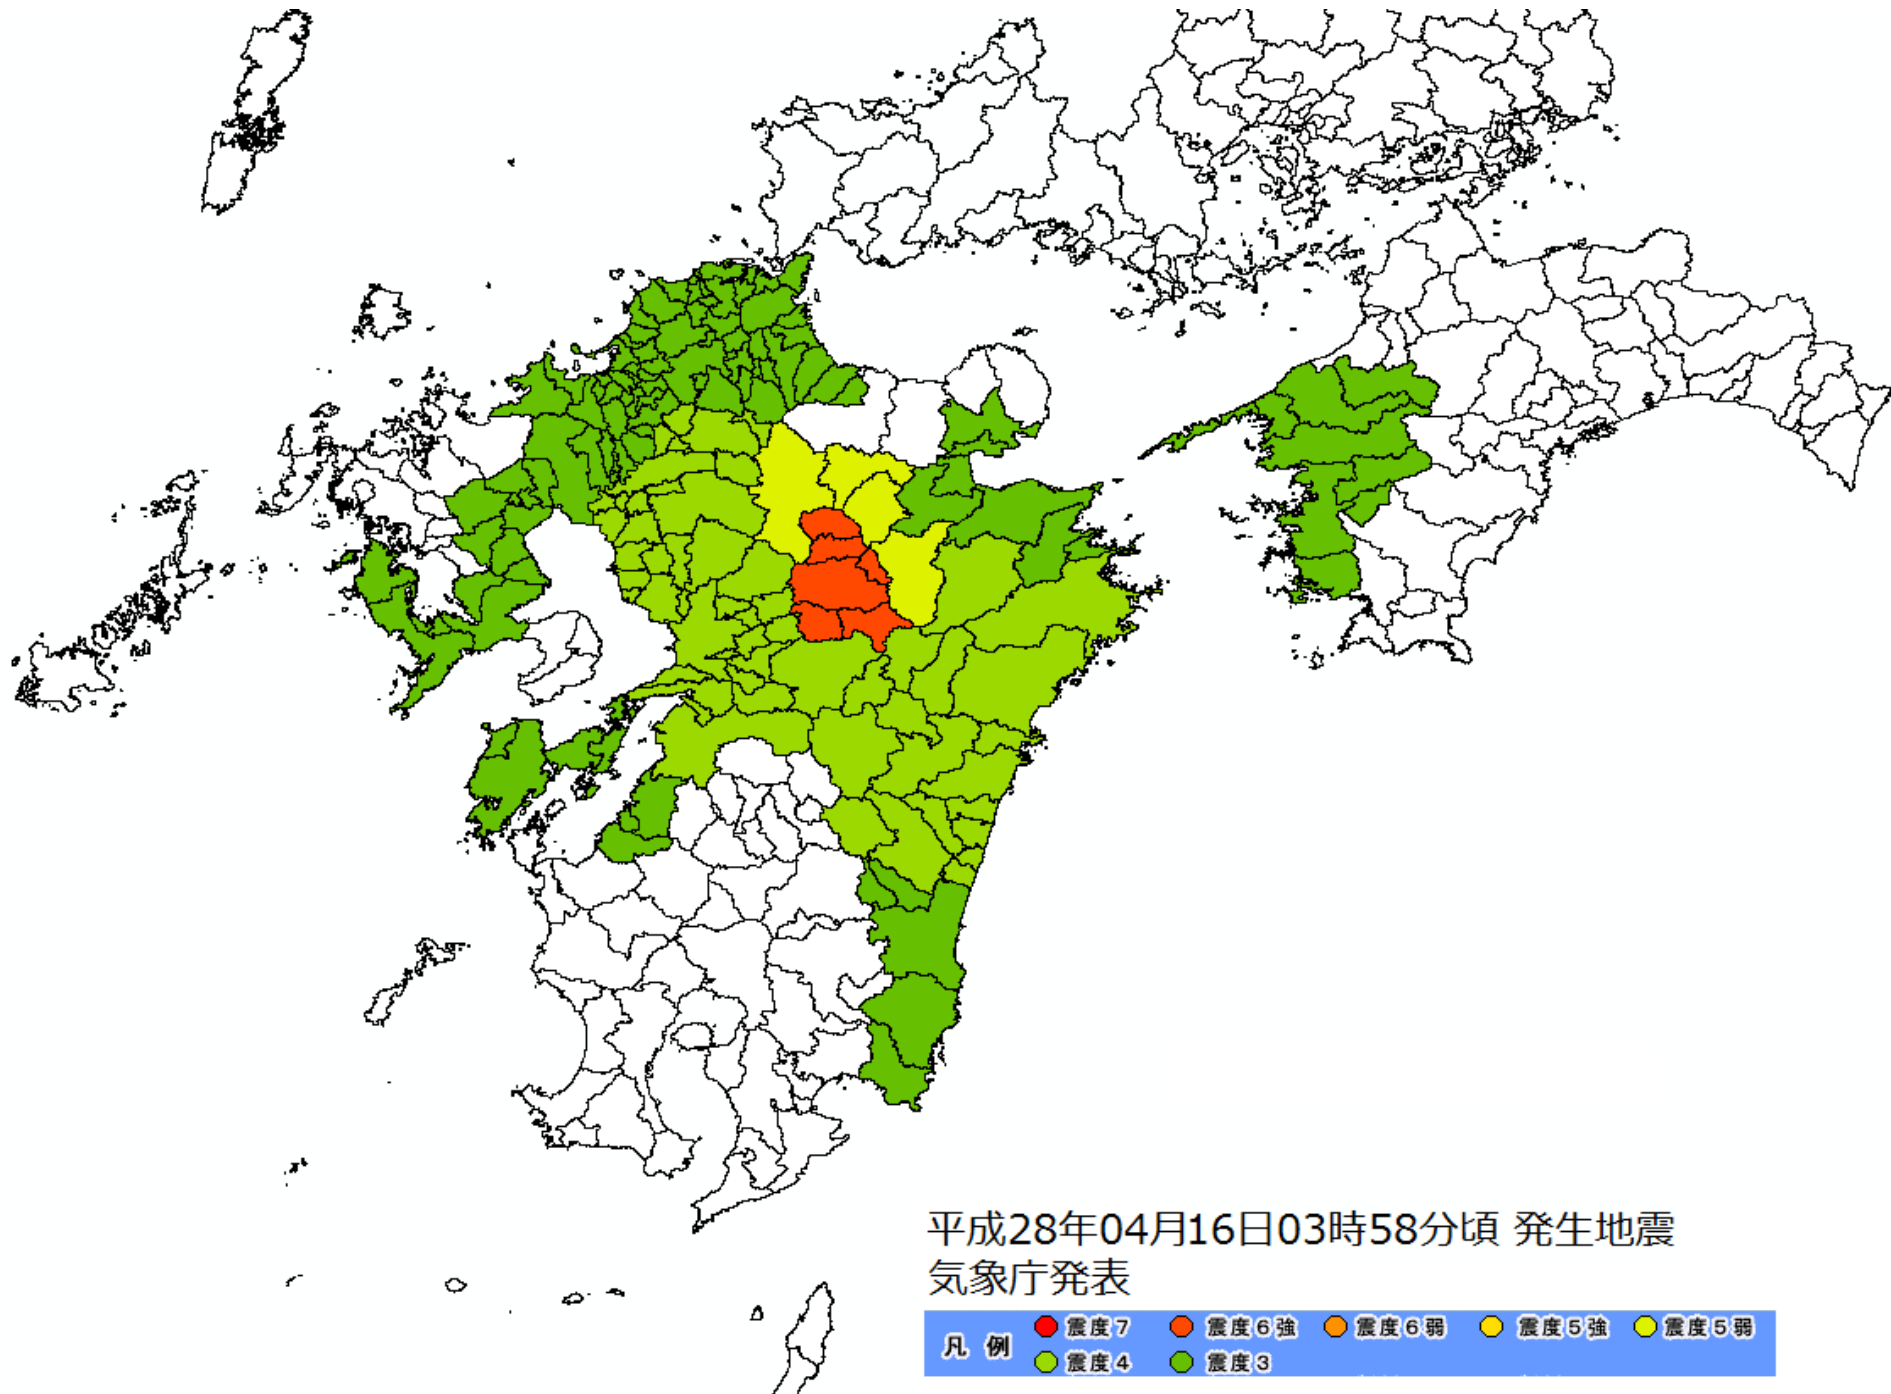 平成28年04月16日03時58分頃 発生地震
気象庁発表
凡 例
震度7 震度6強 震度6弱 震度5強 震度5弱
震度4 震度3